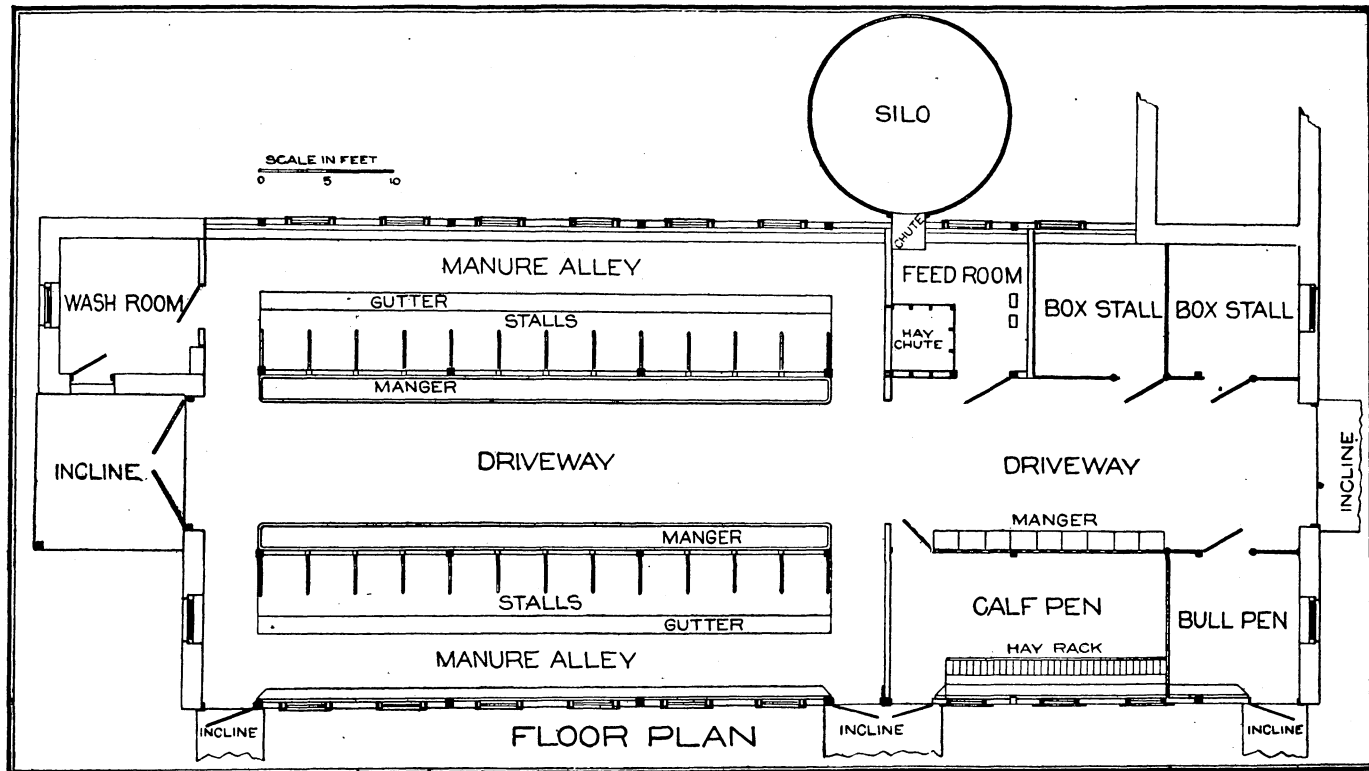 SILO
SCALE IN FEET
0 5 10
CHUTE
MANURE ALLEY
FEED ROOM
WASH ROOM
GUTTER
STALLS
BOX STALL
BOX STALL
HAY
CHUTE
MANGER
INCLINE
DRIVEWAY
DRIVEWAY
INCLINE
MANGER
MANGER
STALLS
CALF PEN
BULL PEN
GUTTER
MANURE ALLEY
HAY RACK
INCLINE
FLOOR PLAN
INCLINE
INCLINE